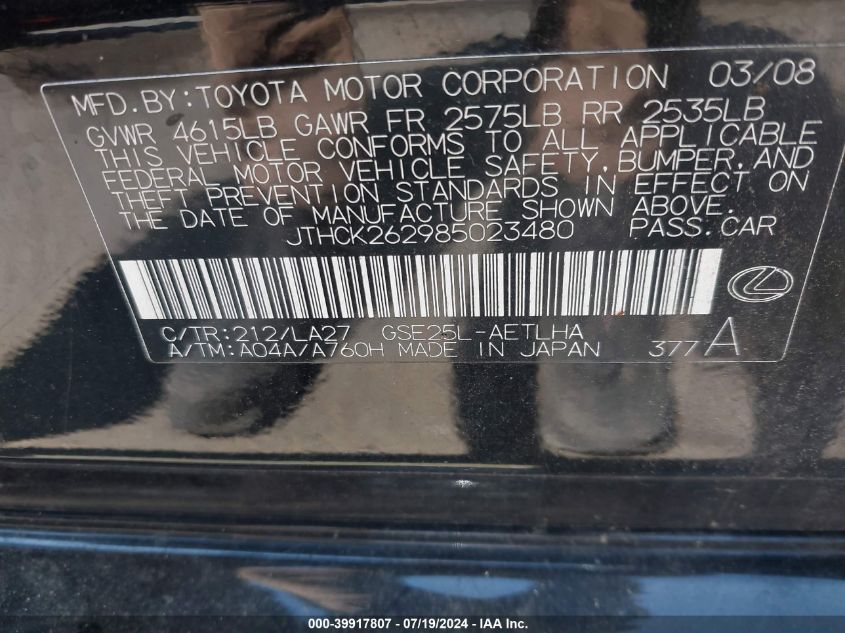 MFD. BY: TOYOTA MOTOR CORPORATION 03/08
GVWR 4615LB GAWR FR 2575LB RR 2535LB
THIS VEHICLE CONFORMS TO ALL APPLICABLE
FEDERAL MOTOR VEHICLE SAFETY, BUMPER, AND
THEFT PREVENTION STANDARDS IN EFFECT ON
THE DATE OF MANUFACTURE SHOWN ABOVE.
JTHCK262985023480 PASS. CAR
C/TR: 212/LA27 GSE25L-AETLHA
A/TM: A04A/A760H MADE IN JAPAN 377 A
000-39917807 - 07/19/2024 - IAA Inc.